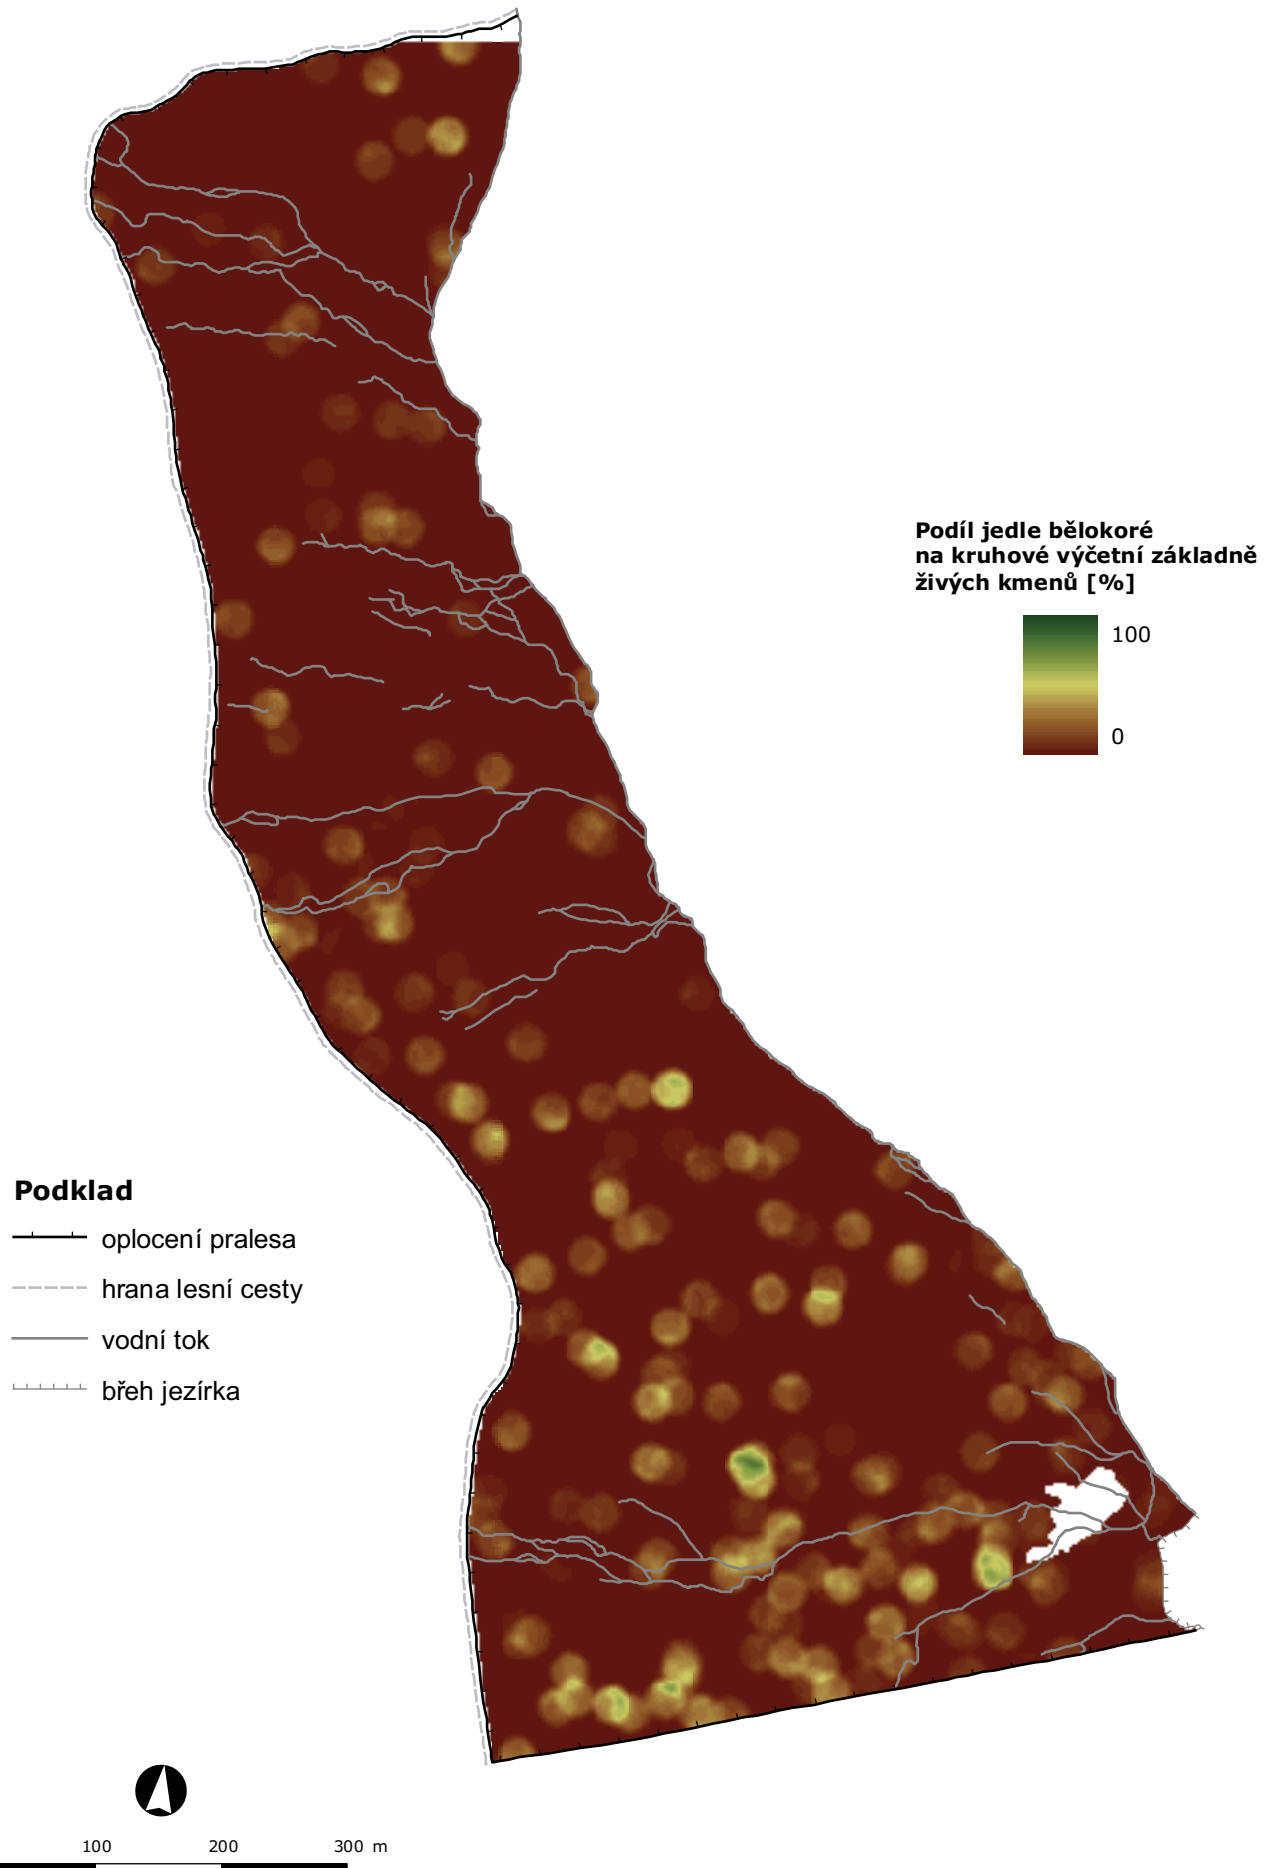 Podíl jedle bělokoré
na kruhové výčetní základně
živých kmenů [%]
100
0
Podklad
oplocení pralesa
hrana lesní cesty
vodní tok
břeh jezírka
100 200 300 m